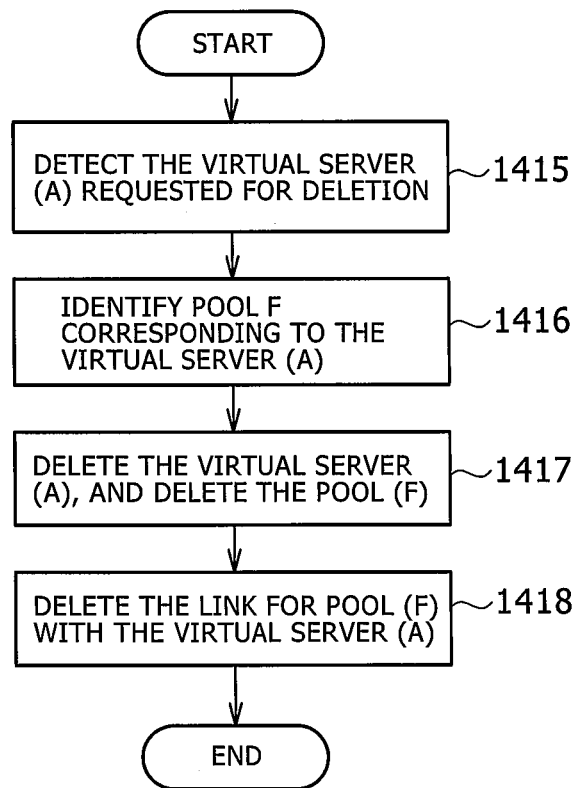 START
DETECT THE VIRTUAL SERVER
(A) REQUESTED FOR DELETION
1415
IDENTIFY POOL F
CORRESPONDING TO THE
VIRTUAL SERVER (A)
1416
DELETE THE VIRTUAL SERVER
(A), AND DELETE THE POOL (F)
1417
DELETE THE LINK FOR POOL (F)
WITH THE VIRTUAL SERVER (A)
1418
END